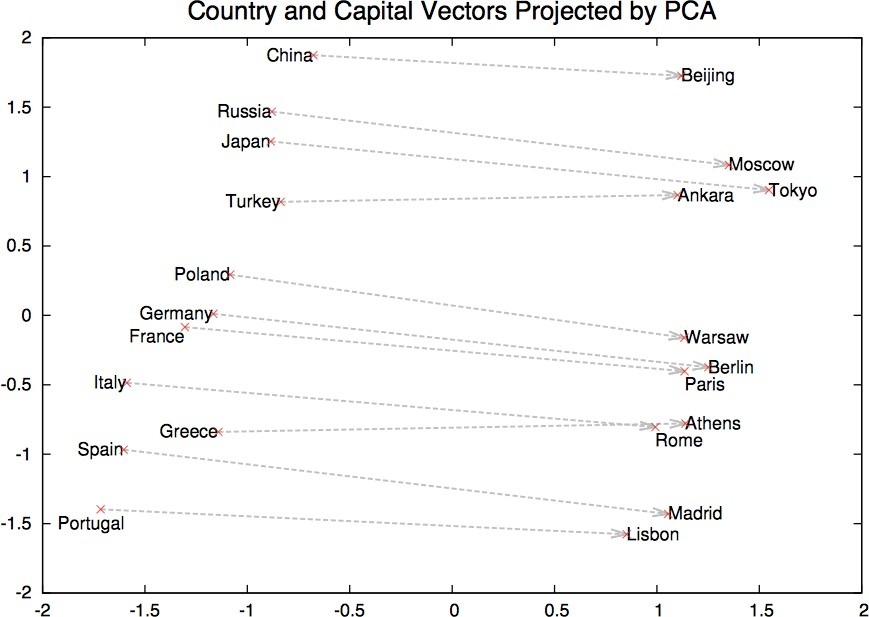 Country and Capital Vectors Projected by PCA
2
China
Beijing
1.5
Russia
Japan
Moscow
1
Tokyo
Turkey
Ankara
0.5
Poland
0
Germany
France
Warsaw
Berlin
-0.5
Italy
Paris
Greece
Athens
Rome
-1
Spain
Madrid
-1.5
Portugal
Lisbon
-2
-2 -1.5 -1 -0.5 0 0.5 1 1.5 2